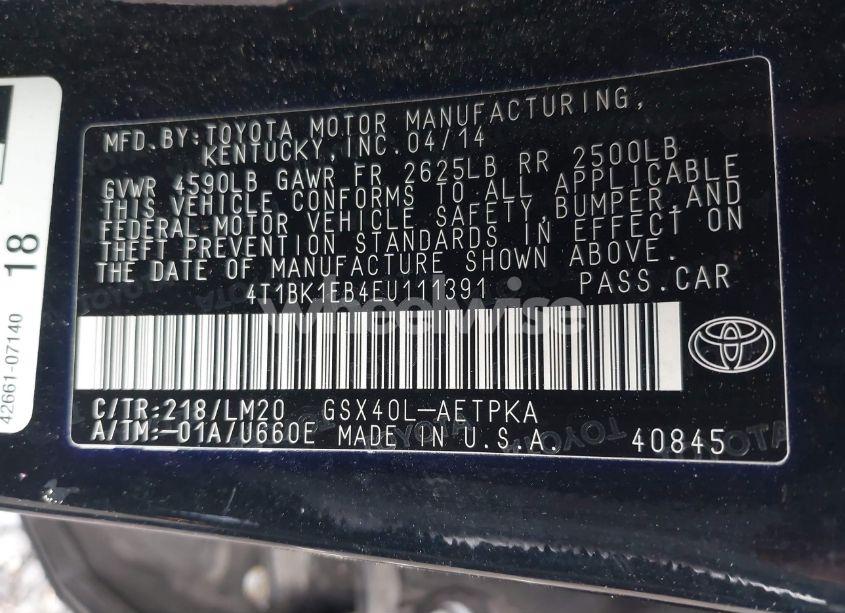 MFD.BY:TOYOTA MOTOR MANUFACTURING,
KENTUCKY,INC.04/14
GVWR 4590LB GAWR FR 2625LB RR 2500LB
THIS VEHICLE CONFORMS TO ALL APPLICABLE
FEDERAL MOTOR VEHICLE SAFETY,BUMPER,AND
THEFT PREVENTION STANDARDS IN EFFECT ON
THE DATE OF MANUFACTURE SHOWN ABOVE.
4T1BK1EB4EU111391 PASS.CAR
wheelwise
C/TR:218/LM20 GSX40L-AETPKA
A/TM:-01A/U660E MADE IN U.S.A. 40845
18
42661-07140